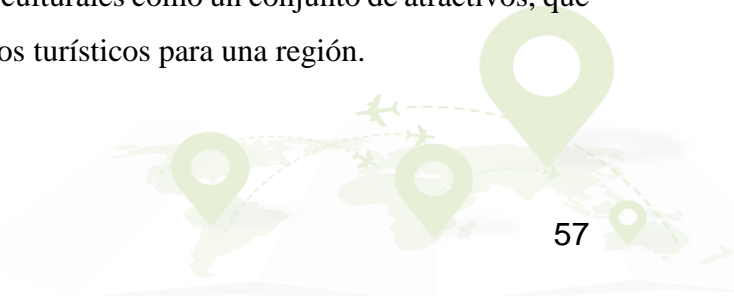 culturales como un conjunto de atractivos, que
os turísticos para una región.
57